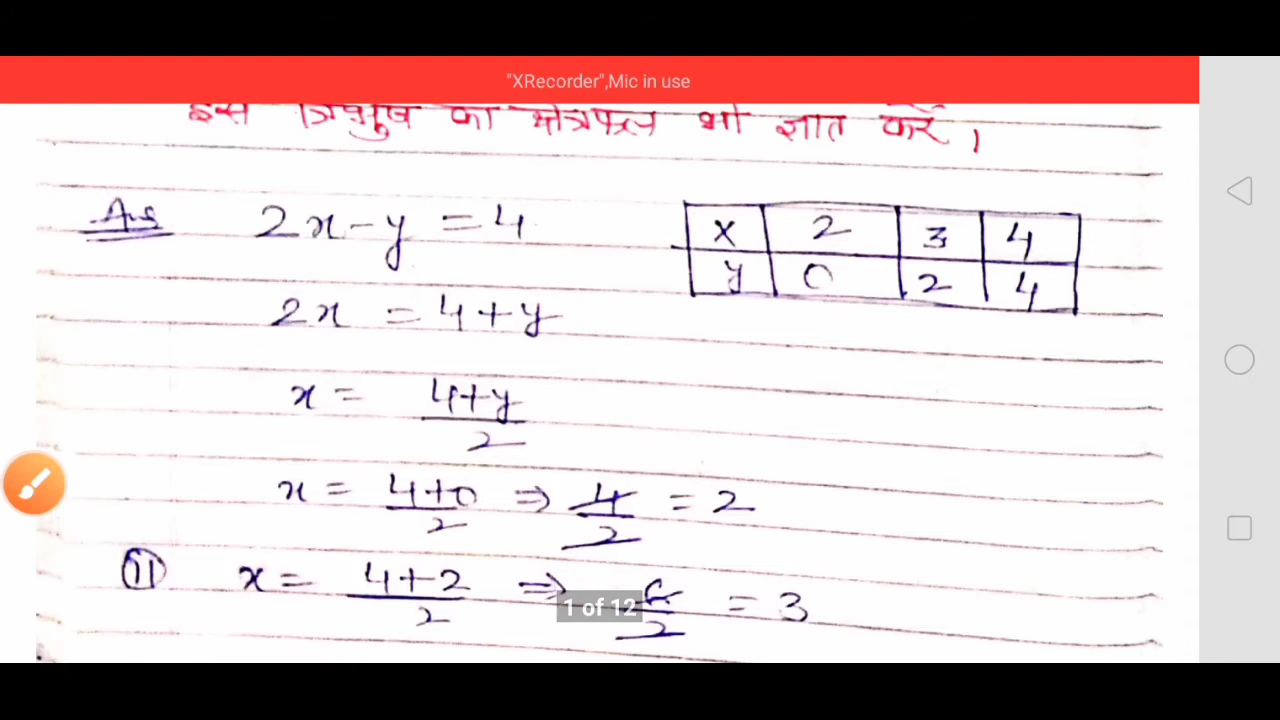 "XRecorder",Mic in use
इस त्रिभुज का क्षेत्रफल भी ज्ञात करें।
Ans 2x-y=4
x 2 3 4
y 0 2 4
2x = 4+y
x = 4+y/2
x = 4+0/2 ⇒ 4/2 = 2
(11) x = 4+2/2 ⇒ 6/2 = 3
1 of 12